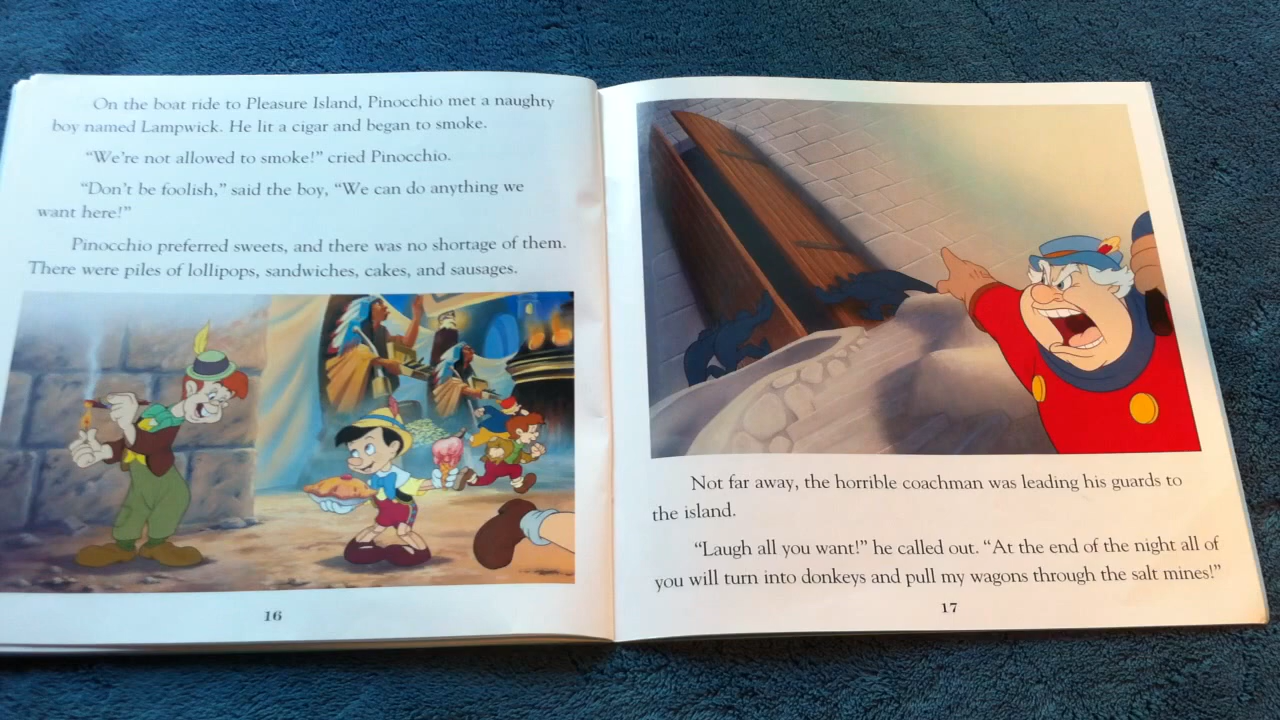 On the boat ride to Pleasure Island, Pinocchio met a naughty
boy named Lampwick. He lit a cigar and began to smoke.
“We’re not allowed to smoke!” cried Pinocchio.
“Don’t be foolish,” said the boy, “We can do anything we
want here!”
Pinocchio preferred sweets, and there was no shortage of them.
There were piles of lollipops, sandwiches, cakes, and sausages.
16
Not far away, the horrible coachman was leading his guards to
the island.
“Laugh all you want!” he called out. “At the end of the night all of
you will turn into donkeys and pull my wagons through the salt mines!”
17